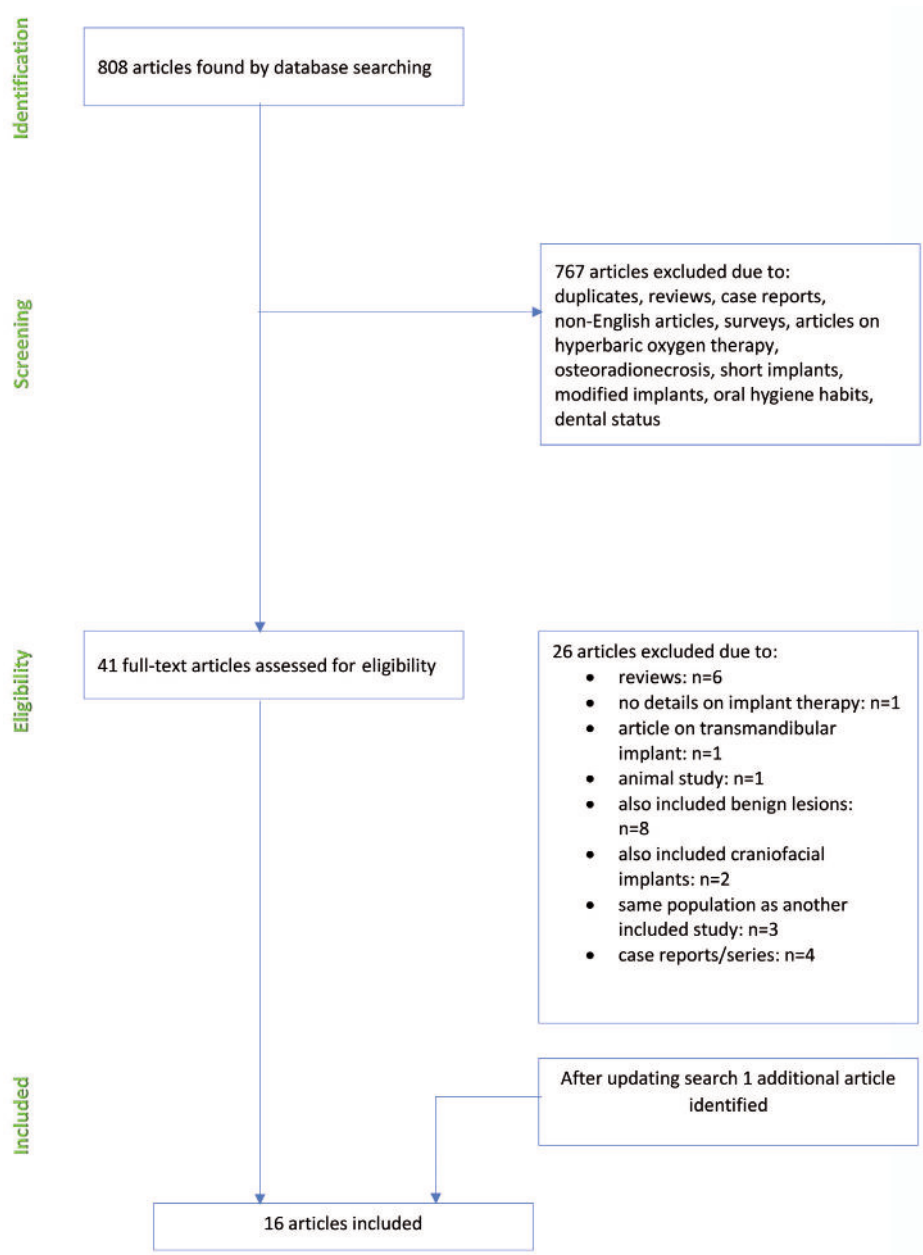 Identification
808 articles found by database searching
Screening
767 articles excluded due to:
duplicates, reviews, case reports,
non-English articles, surveys, articles on
hyperbaric oxygen therapy,
osteoradionecrosis, short implants,
modified implants, oral hygiene habits,
dental status
Eligibility
41 full-text articles assessed for eligibility
26 articles excluded due to:
• reviews: n=6
• no details on implant therapy: n=1
• article on transmandibular
implant: n=1
• animal study: n=1
• also included benign lesions:
n=8
• also included craniofacial
implants: n=2
• same population as another
included study: n=3
• case reports/series: n=4
Included
After updating search 1 additional article
identified
16 articles included